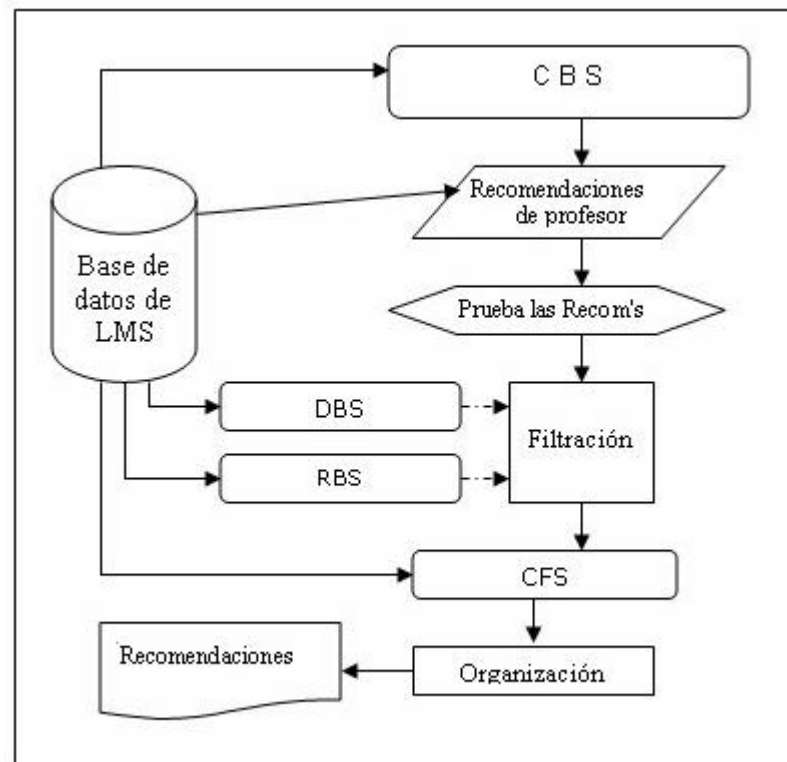 C B S
Recomendaciones
de profesor
Base de
datos de
LMS
Prueba las Recom's
DBS
Filtración
RBS
CFS
Recomendaciones
Organización